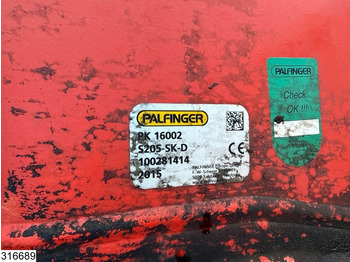 PALFINGER
PK 16002
S205-SK-D
100281414
2015
CE
PALFINGER
Check
OK !!!
316689